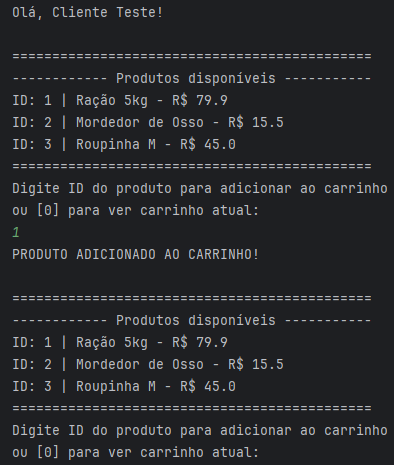 Olá, Cliente Teste!
=============================================
------------ Produtos disponíveis -----------
ID: 1 | Ração 5kg - R$ 79.9
ID: 2 | Mordedor de Osso - R$ 15.5
ID: 3 | Roupinha M - R$ 45.0
=============================================
Digite ID do produto para adicionar ao carrinho
ou [0] para ver carrinho atual:
1
PRODUTO ADICIONADO AO CARRINHO!
=============================================
------------ Produtos disponíveis -----------
ID: 1 | Ração 5kg - R$ 79.9
ID: 2 | Mordedor de Osso - R$ 15.5
ID: 3 | Roupinha M - R$ 45.0
=============================================
Digite ID do produto para adicionar ao carrinho
ou [0] para ver carrinho atual: